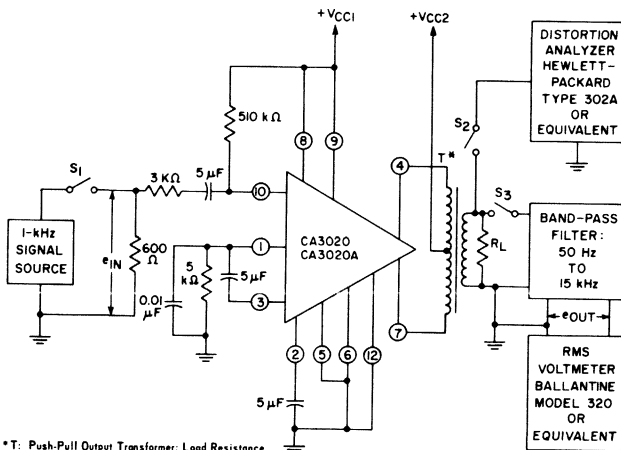 +VCC1
+VCC2
DISTORTION
ANALYZER
HEWLETT-
PACKARD
TYPE 302A
OR
EQUIVALENT
510 kΩ
8
9
S2
4
T*
S1
3 KΩ
5 µF
10
S3
1-kHz
SIGNAL
SOURCE
eIN
600
Ω
1
CA3020
CA3020A
RL
BAND-PASS
FILTER:
50 Hz
TO
15 kHz
5
kΩ
5 µF
0.01
µF
3
7
eOUT
2
5
6
12
RMS
VOLTMETER
BALLANTINE
MODEL 320
OR
EQUIVALENT
5 µF
* T: Push-Pull Output Transformer; Load Resistance